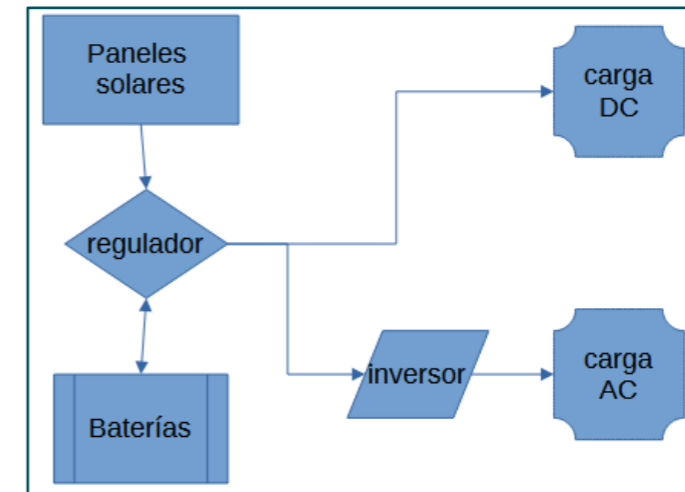 Paneles
solares
carga
DC
regulador
inversor
carga
AC
Baterías